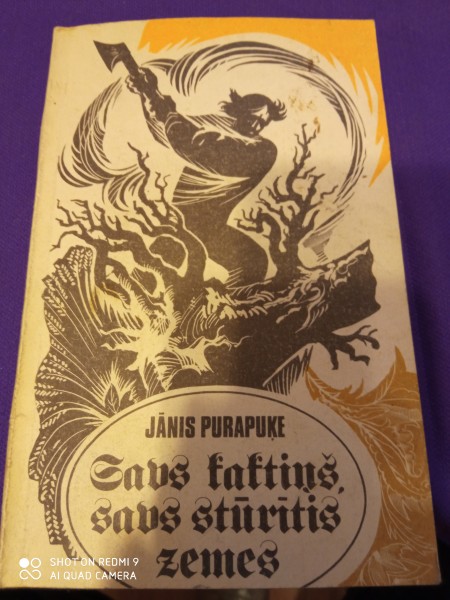 JĀNIS PURAPUĶE
Savs kaktiņš,
savs stūrītis
zemes
SHOT ON REDMI 9
AI QUAD CAMERA